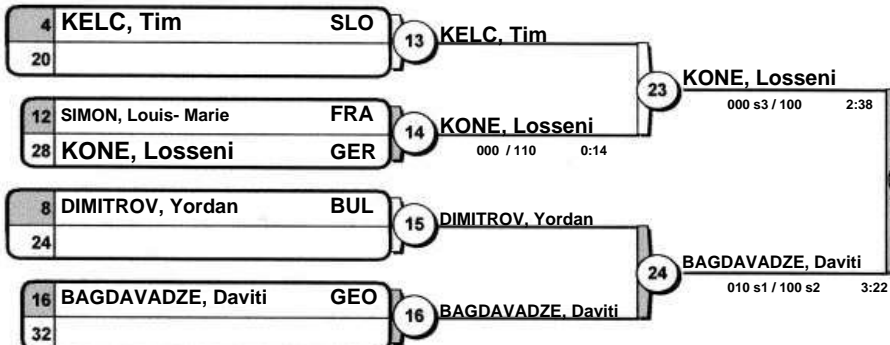 4 KELC, Tim SLO
20
13 KELC, Tim
12 SIMON, Louis- Marie FRA
28 KONE, Losseni GER
14 KONE, Losseni
000 / 110 0:14
23 KONE, Losseni
000 s3 / 100 2:38
8 DIMITROV, Yordan BUL
24
15 DIMITROV, Yordan
16 BAGDAVADZE, Daviti GEO
32
16 BAGDAVADZE, Daviti
24 BAGDAVADZE, Daviti
010 s1 / 100 s2 3:22